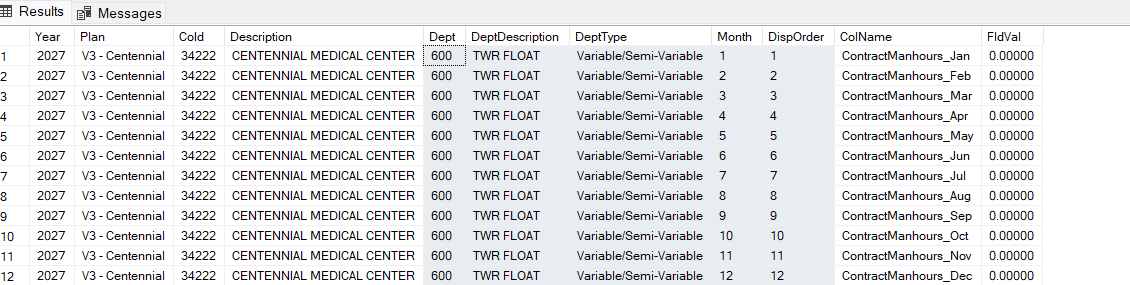 Results Messages
Year Plan CoId Description Dept DeptDescription DeptType Month DispOrder ColName FldVal
1 2027 V3 - Centennial 34222 CENTENNIAL MEDICAL CENTER 600 TWR FLOAT Variable/Semi-Variable 1 1 ContractManhours_Jan 0.00000
2 2027 V3 - Centennial 34222 CENTENNIAL MEDICAL CENTER 600 TWR FLOAT Variable/Semi-Variable 2 2 ContractManhours_Feb 0.00000
3 2027 V3 - Centennial 34222 CENTENNIAL MEDICAL CENTER 600 TWR FLOAT Variable/Semi-Variable 3 3 ContractManhours_Mar 0.00000
4 2027 V3 - Centennial 34222 CENTENNIAL MEDICAL CENTER 600 TWR FLOAT Variable/Semi-Variable 4 4 ContractManhours_Apr 0.00000
5 2027 V3 - Centennial 34222 CENTENNIAL MEDICAL CENTER 600 TWR FLOAT Variable/Semi-Variable 5 5 ContractManhours_May 0.00000
6 2027 V3 - Centennial 34222 CENTENNIAL MEDICAL CENTER 600 TWR FLOAT Variable/Semi-Variable 6 6 ContractManhours_Jun 0.00000
7 2027 V3 - Centennial 34222 CENTENNIAL MEDICAL CENTER 600 TWR FLOAT Variable/Semi-Variable 7 7 ContractManhours_Jul 0.00000
8 2027 V3 - Centennial 34222 CENTENNIAL MEDICAL CENTER 600 TWR FLOAT Variable/Semi-Variable 8 8 ContractManhours_Aug 0.00000
9 2027 V3 - Centennial 34222 CENTENNIAL MEDICAL CENTER 600 TWR FLOAT Variable/Semi-Variable 9 9 ContractManhours_Sep 0.00000
10 2027 V3 - Centennial 34222 CENTENNIAL MEDICAL CENTER 600 TWR FLOAT Variable/Semi-Variable 10 10 ContractManhours_Oct 0.00000
11 2027 V3 - Centennial 34222 CENTENNIAL MEDICAL CENTER 600 TWR FLOAT Variable/Semi-Variable 11 11 ContractManhours_Nov 0.00000
12 2027 V3 - Centennial 34222 CENTENNIAL MEDICAL CENTER 600 TWR FLOAT Variable/Semi-Variable 12 12 ContractManhours_Dec 0.00000